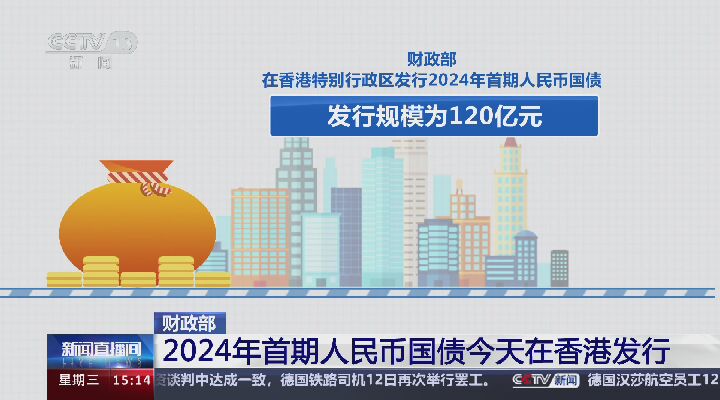 CCTV 13
新闻
财政部
在香港特别行政区发行2024年首期人民币国债
发行规模为120亿元
财政部
新闻直播间
2024年首期人民币国债今天在香港发行
星期三 15:14 资谈判中达成一致，德国铁路司机12日再次举行罢工。 CCTV 新闻 德国汉莎航空员工12